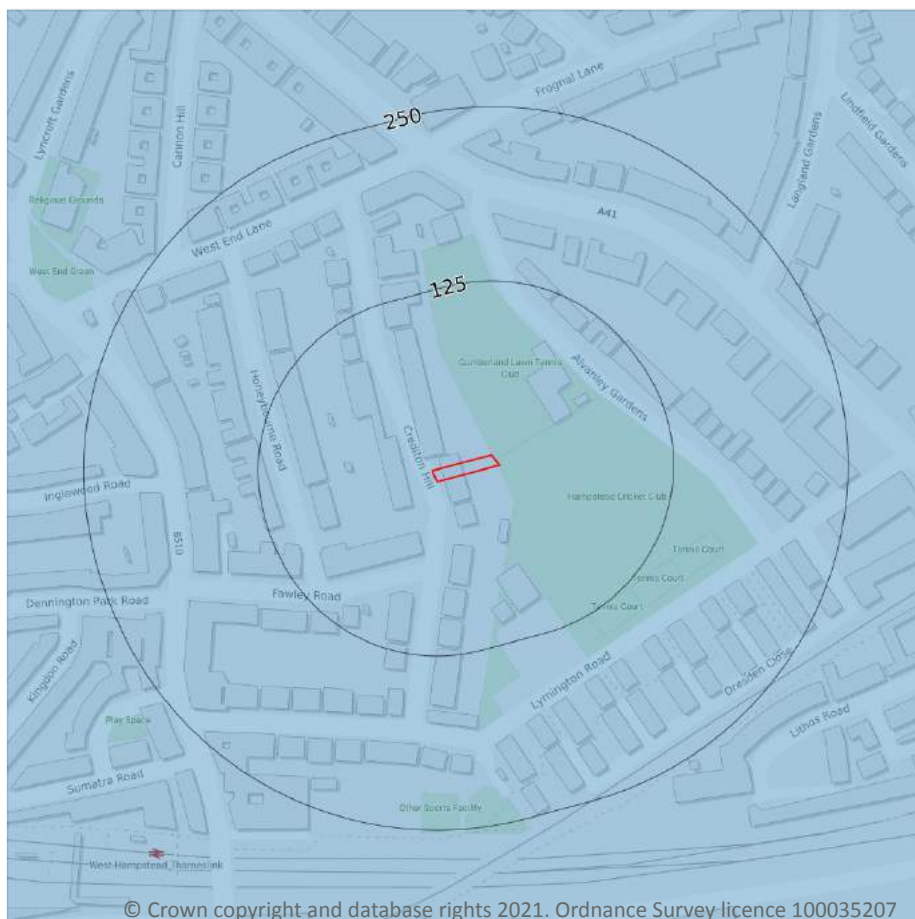 250
Frognal Lane
Lyncroft Gardens
Cannon Hill
Lindfield Gardens
Langland Gardens
Religious Grounds
A41
West End Lane
West End Green
125
Cumberland Lawn Tennis
Club
Alvanley Gardens
Honeybourne Road
Crediton Hill
Inglewood Road
Hampstead Cricket Club
B510
Tennis Court
Tennis Court
Tennis Court
Fawley Road
Dennington Park Road
Kingdon Road
Lymington Road
Dresden Close
Lithos Road
Play Space
Sumatra Road
Other Sports Facility
West Hampstead Thameslink
© Crown copyright and database rights 2021. Ordnance Survey licence 100035207